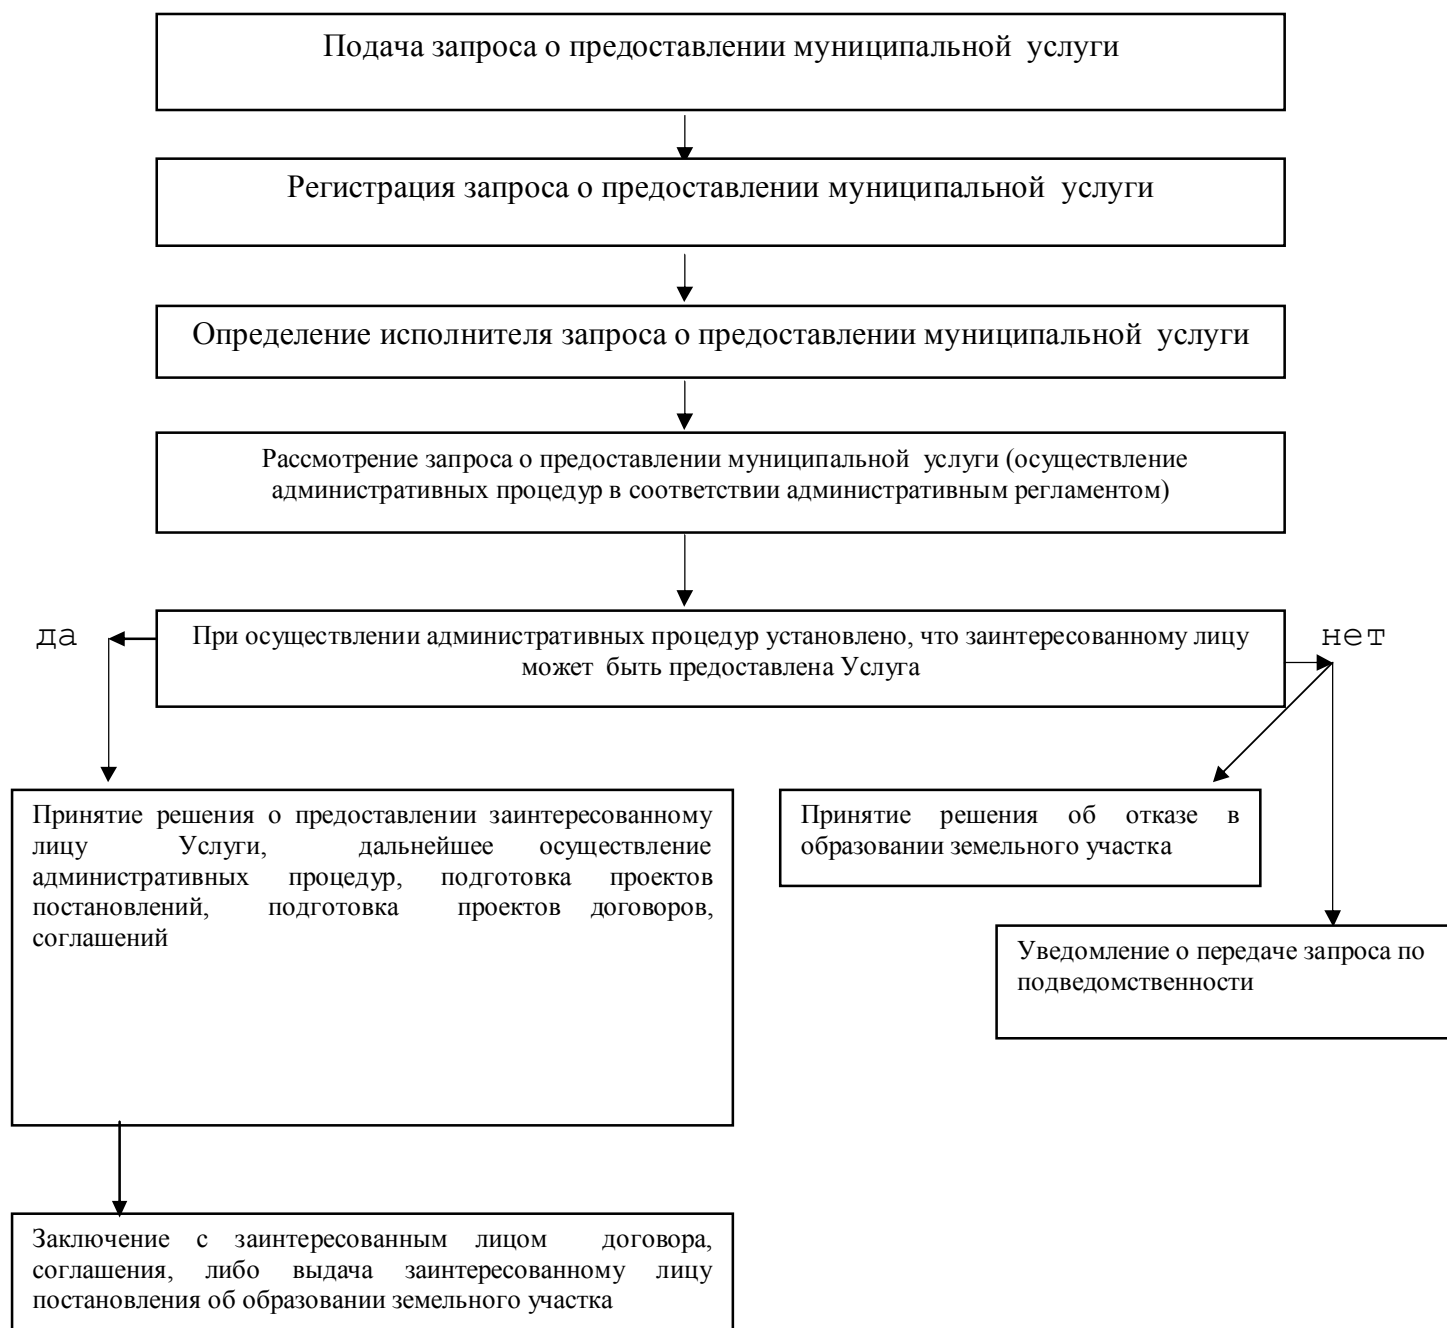 Подача запроса о предоставлении муниципальной услуги
Регистрация запроса о предоставлении муниципальной услуги
Определение исполнителя запроса о предоставлении муниципальной услуги
Рассмотрение запроса о предоставлении муниципальной услуги (осуществление
административных процедур в соответствии административным регламентом)
да
При осуществлении административных процедур установлено, что заинтересованному лицу
может быть предоставлена Услуга
нет
Принятие решения о предоставлении заинтересованному
лицу Услуги, дальнейшее осуществление
административных процедур, подготовка проектов
постановлений, подготовка проектов договоров,
соглашений
Принятие решения об отказе в
образовании земельного участка
Уведомление о передаче запроса по
подведомственности
Заключение с заинтересованным лицом договора,
соглашения, либо выдача заинтересованному лицу
постановления об образовании земельного участка